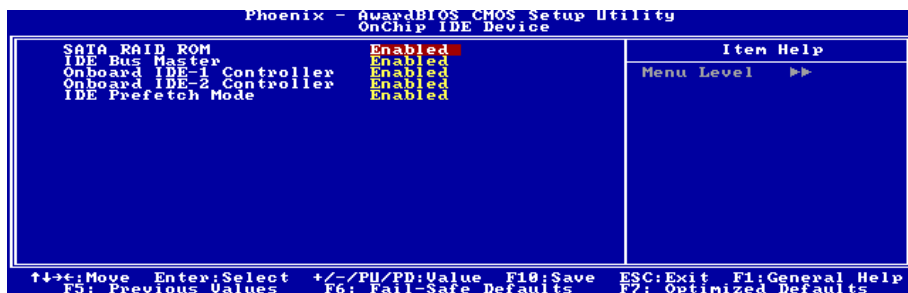 Phoenix - AwardBIOS CMOS Setup Utility
OnChip IDE Device
SATA RAID ROM Enabled
IDE Bus Master Enabled
Onboard IDE-1 Controller Enabled
Onboard IDE-2 Controller Enabled
IDE Prefetch Mode Enabled
Item Help
Menu Level ►►
↑↓→←:Move Enter:Select +/-/PU/PD:Value F10:Save ESC:Exit F1:General Help
F5: Previous Values F6: Fail-Safe Defaults F7: Optimized Defaults